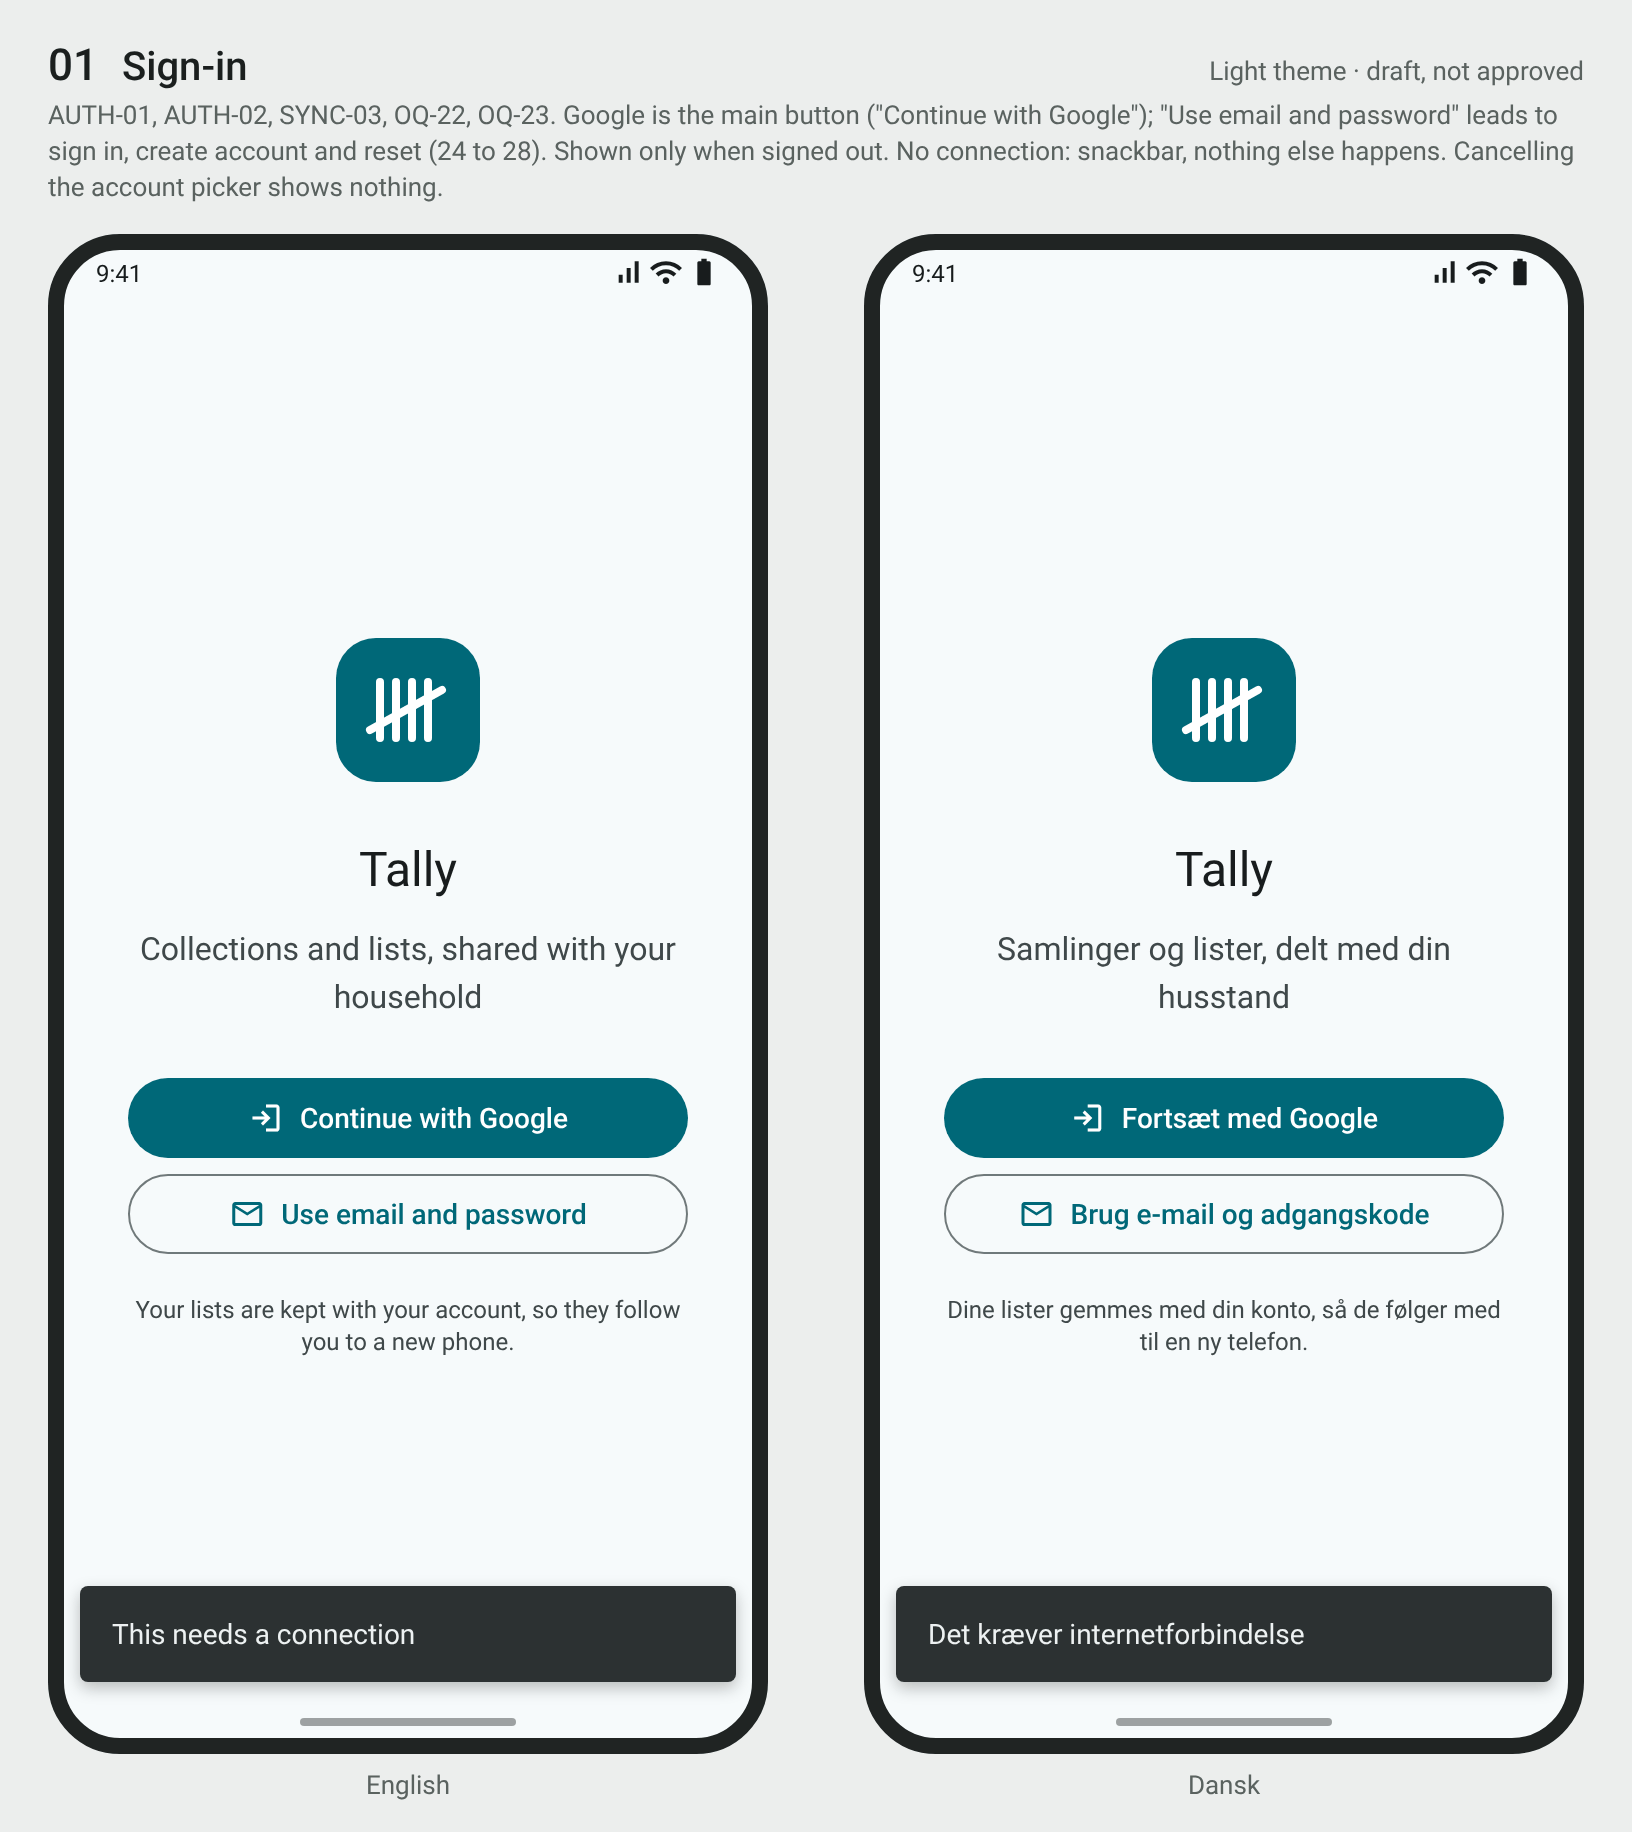 01 Sign-in
Light theme · draft, not approved
AUTH-01, AUTH-02, SYNC-03, OQ-22, OQ-23. Google is the main button ("Continue with Google"); "Use email and password" leads to
sign in, create account and reset (24 to 28). Shown only when signed out. No connection: snackbar, nothing else happens. Cancelling
the account picker shows nothing.
9:41
Tally
Collections and lists, shared with your
household
Continue with Google
Use email and password
Your lists are kept with your account, so they follow
you to a new phone.
This needs a connection
English
9:41
Tally
Samlinger og lister, delt med din
husstand
Fortsæt med Google
Brug e-mail og adgangskode
Dine lister gemmes med din konto, så de følger med
til en ny telefon.
Det kræver internetforbindelse
Dansk